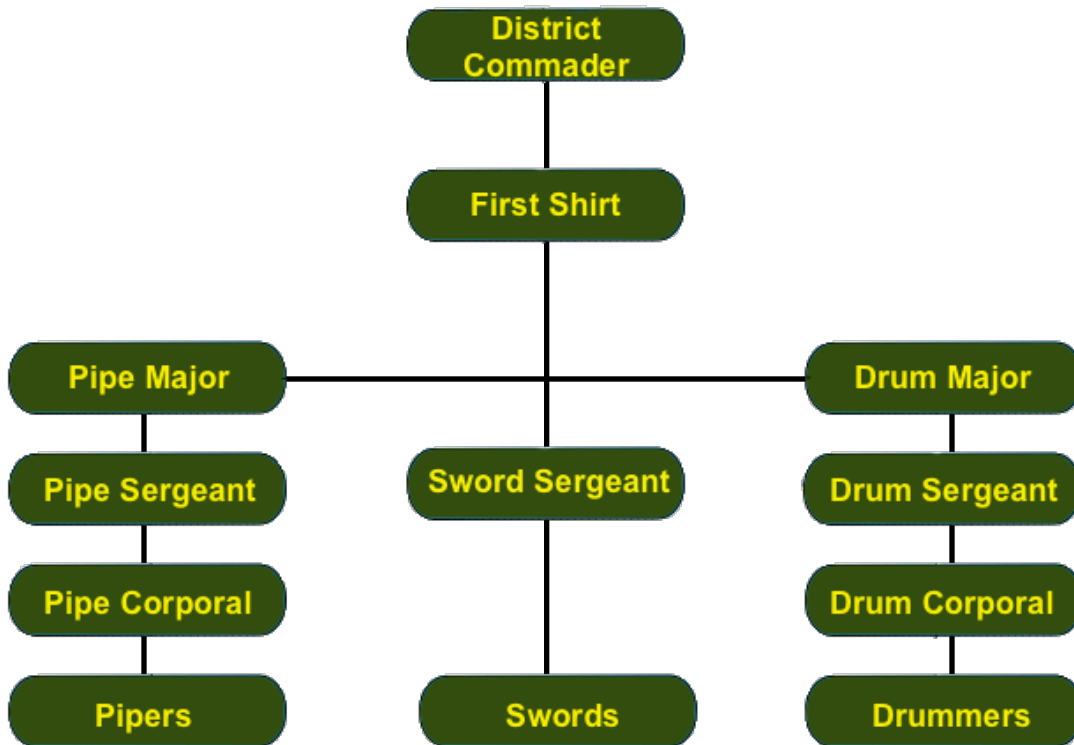 District
Commader
First Shirt
Pipe Major
Drum Major
Sword Sergeant
Pipe Sergeant
Drum Sergeant
Pipe Corporal
Drum Corporal
Pipers
Swords
Drummers